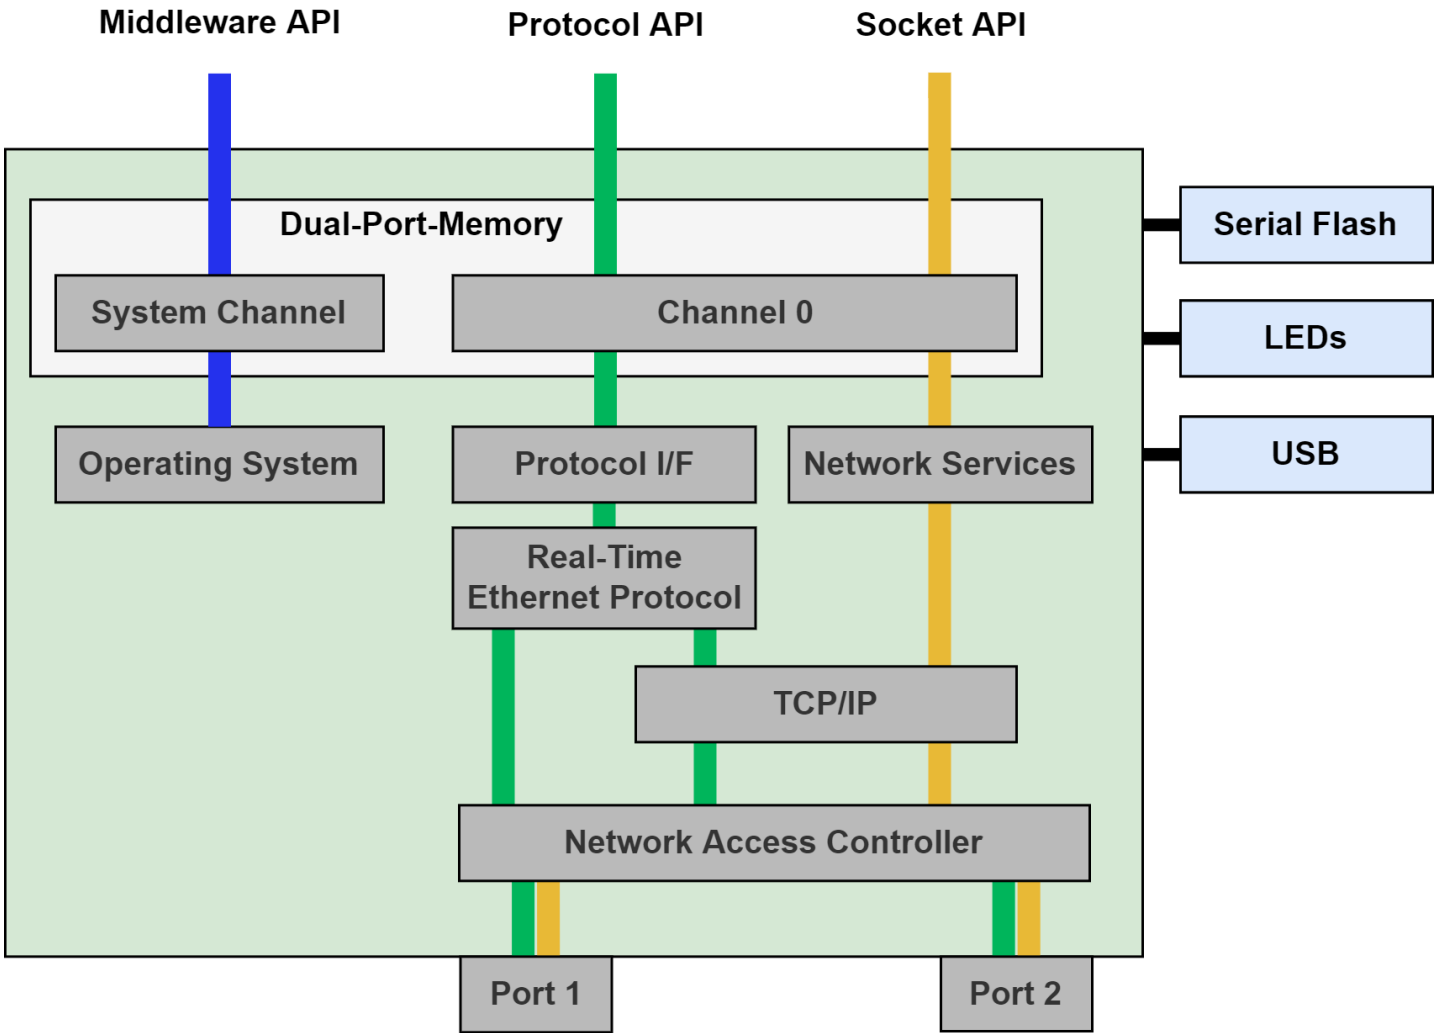 Middleware API
Protocol API
Socket API
Dual-Port-Memory
System Channel
Channel 0
Operating System
Protocol I/F
Network Services
Real-Time
Ethernet Protocol
TCP/IP
Network Access Controller
Port 1
Port 2
Serial Flash
LEDs
USB